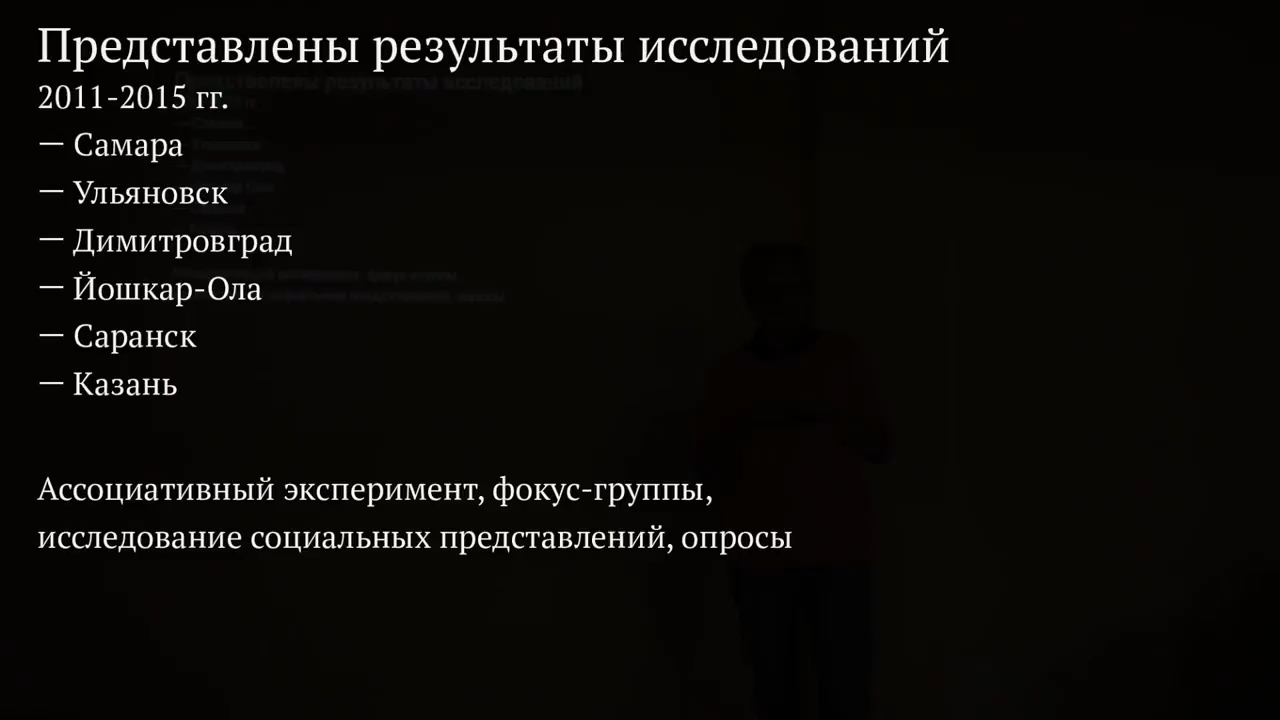 Представлены результаты исследований
2011-2015 гг.
— Самара
— Ульяновск
— Димитровград
— Йошкар-Ола
— Саранск
— Казань
Ассоциативный эксперимент, фокус-группы,
исследование социальных представлений, опросы